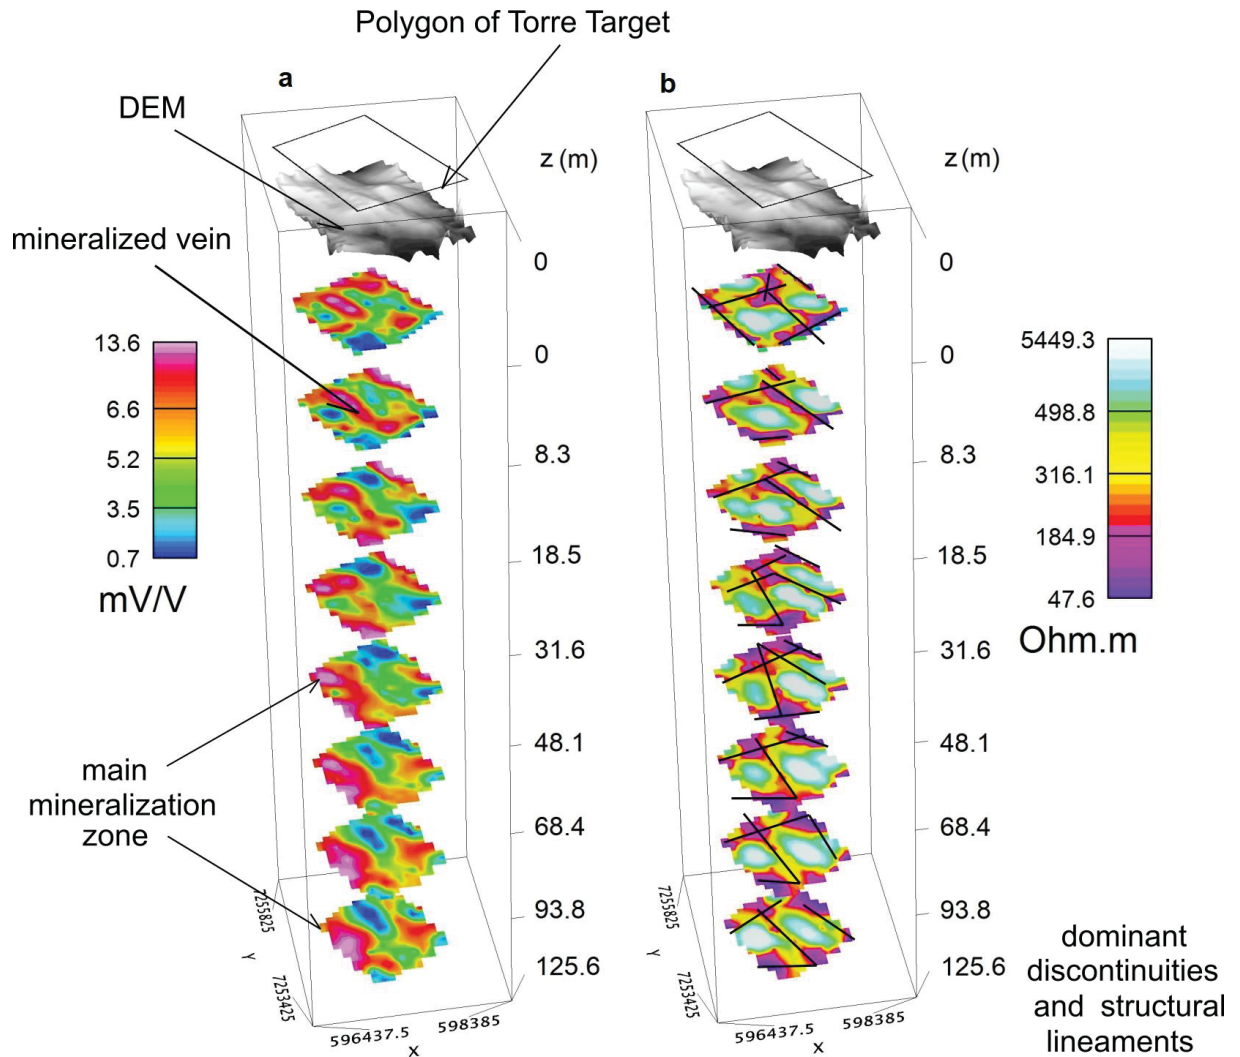 Polygon of Torre Target
a
b
DEM
z (m)
z (m)
mineralized vein
0
0
13.6
6.6
5.2
3.5
0.7
mV/V
0
0
5449.3
498.8
316.1
184.9
47.6
Ohm.m
8.3
8.3
18.5
18.5
31.6
31.6
48.1
48.1
main
mineralization
zone
68.4
68.4
93.8
93.8
125.6
125.6
7255825
Y
7253425
596437.5
598385
X
7255825
Y
7253425
596437.5
598385
X
dominant
discontinuities
and structural
lineaments